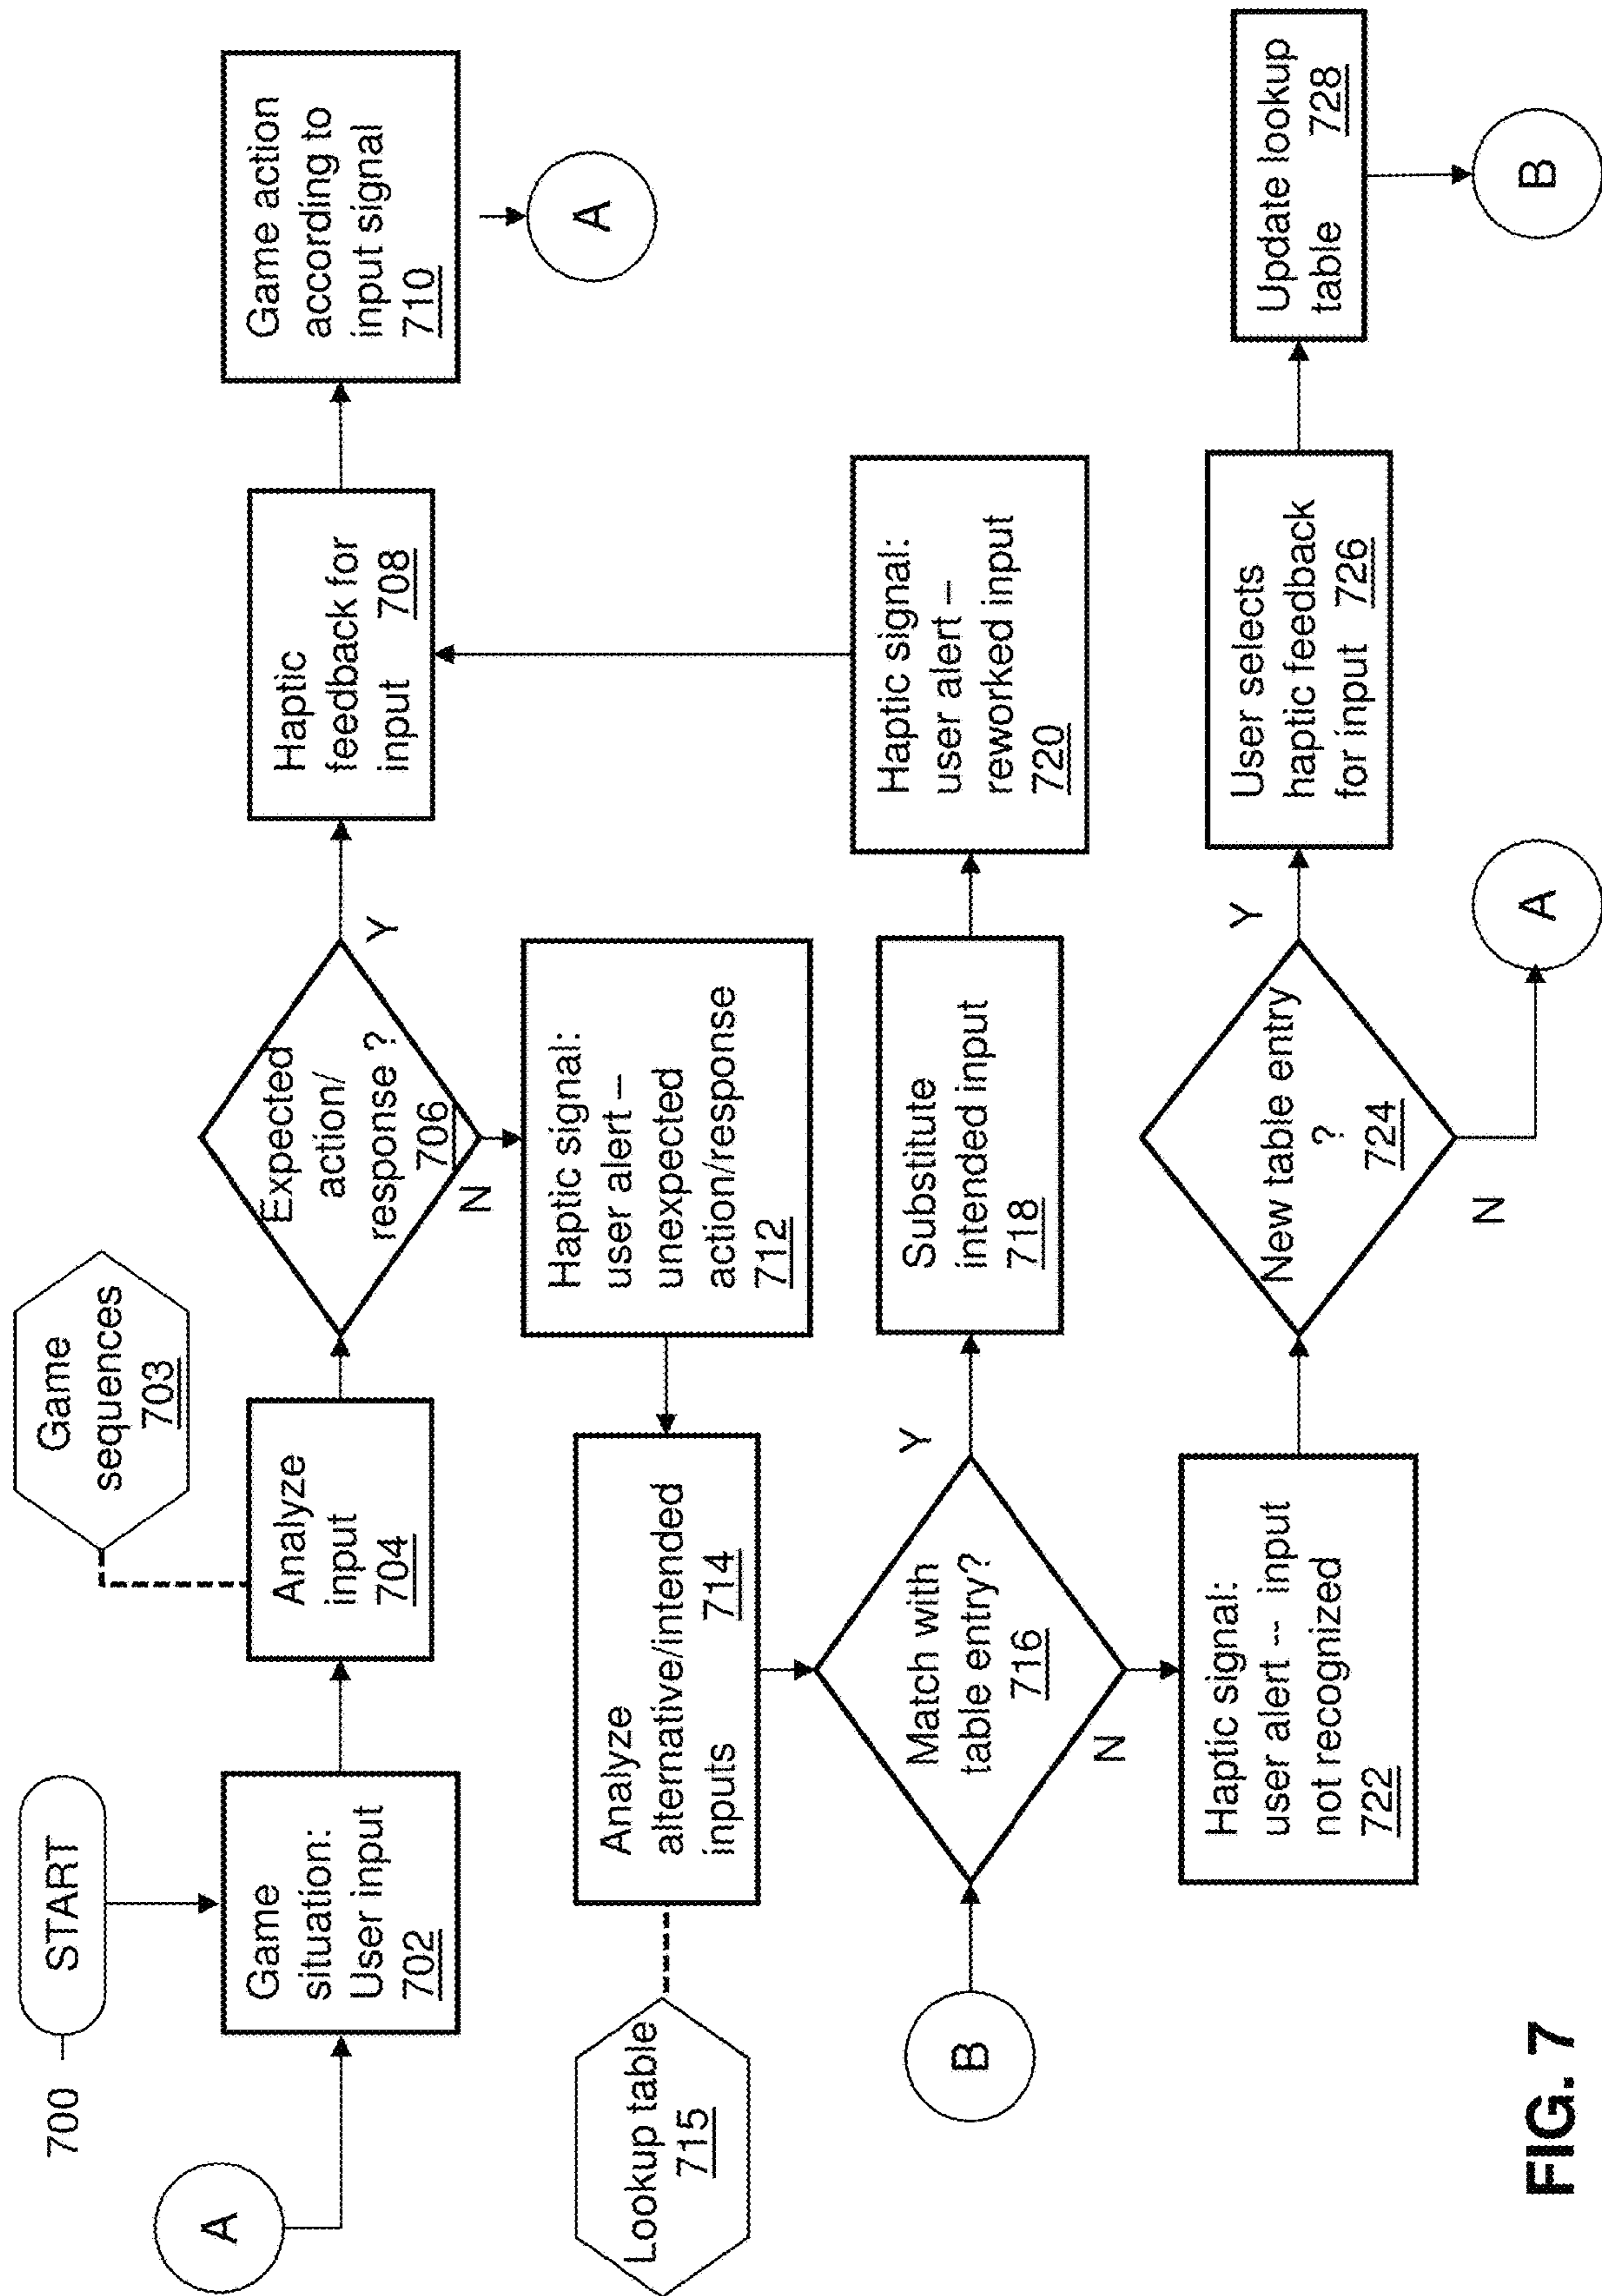 700
START
A
Game
situation:
User input
702
Game
sequences
703
Analyze
input
704
Expected
action/
response ?
706
Y
N
Haptic
feedback for
input 708
Game action
according to
input signal
710
A
Haptic signal:
user alert –
unexpected
action/response
712
Lookup table
715
Analyze
alternative/intended
inputs 714
B
Match with
table entry?
716
Y
N
Substitute
intended input
718
Haptic signal:
user alert –
reworked input
720
Haptic signal:
user alert -- input
not recognized
722
New table entry
?
724
Y
N
A
User selects
haptic feedback
for input 726
Update lookup
table 728
B
FIG. 7